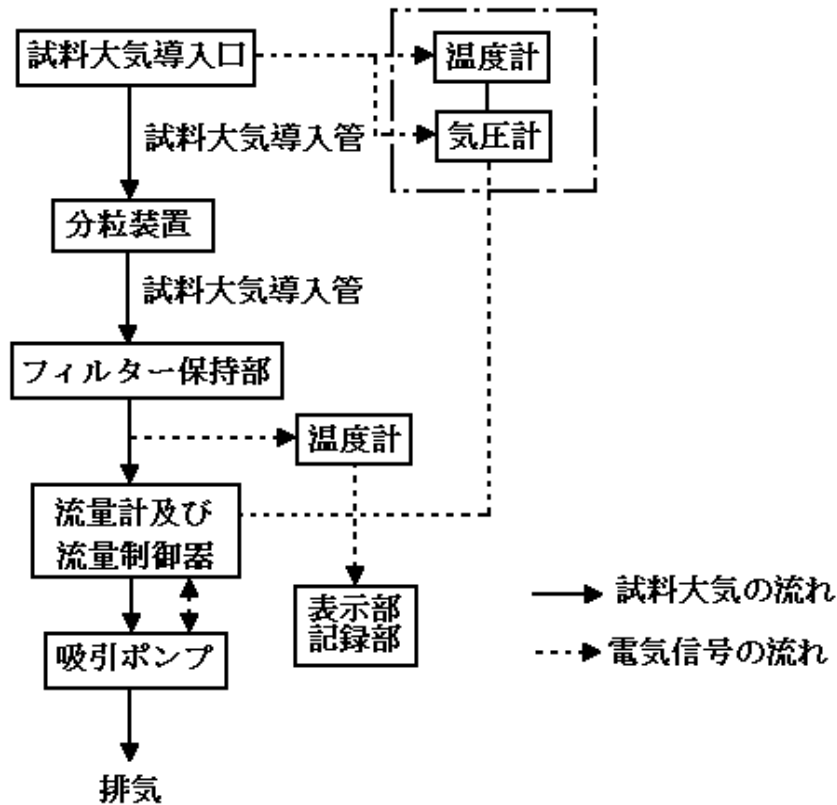 試料大気導入口
温度計
気圧計
試料大気導入管
分粒装置
試料大気導入管
フィルター保持部
温度計
流量計及び
流量制御器
表示部
記録部
吸引ポンプ
排気
試料大気の流れ
電気信号の流れ